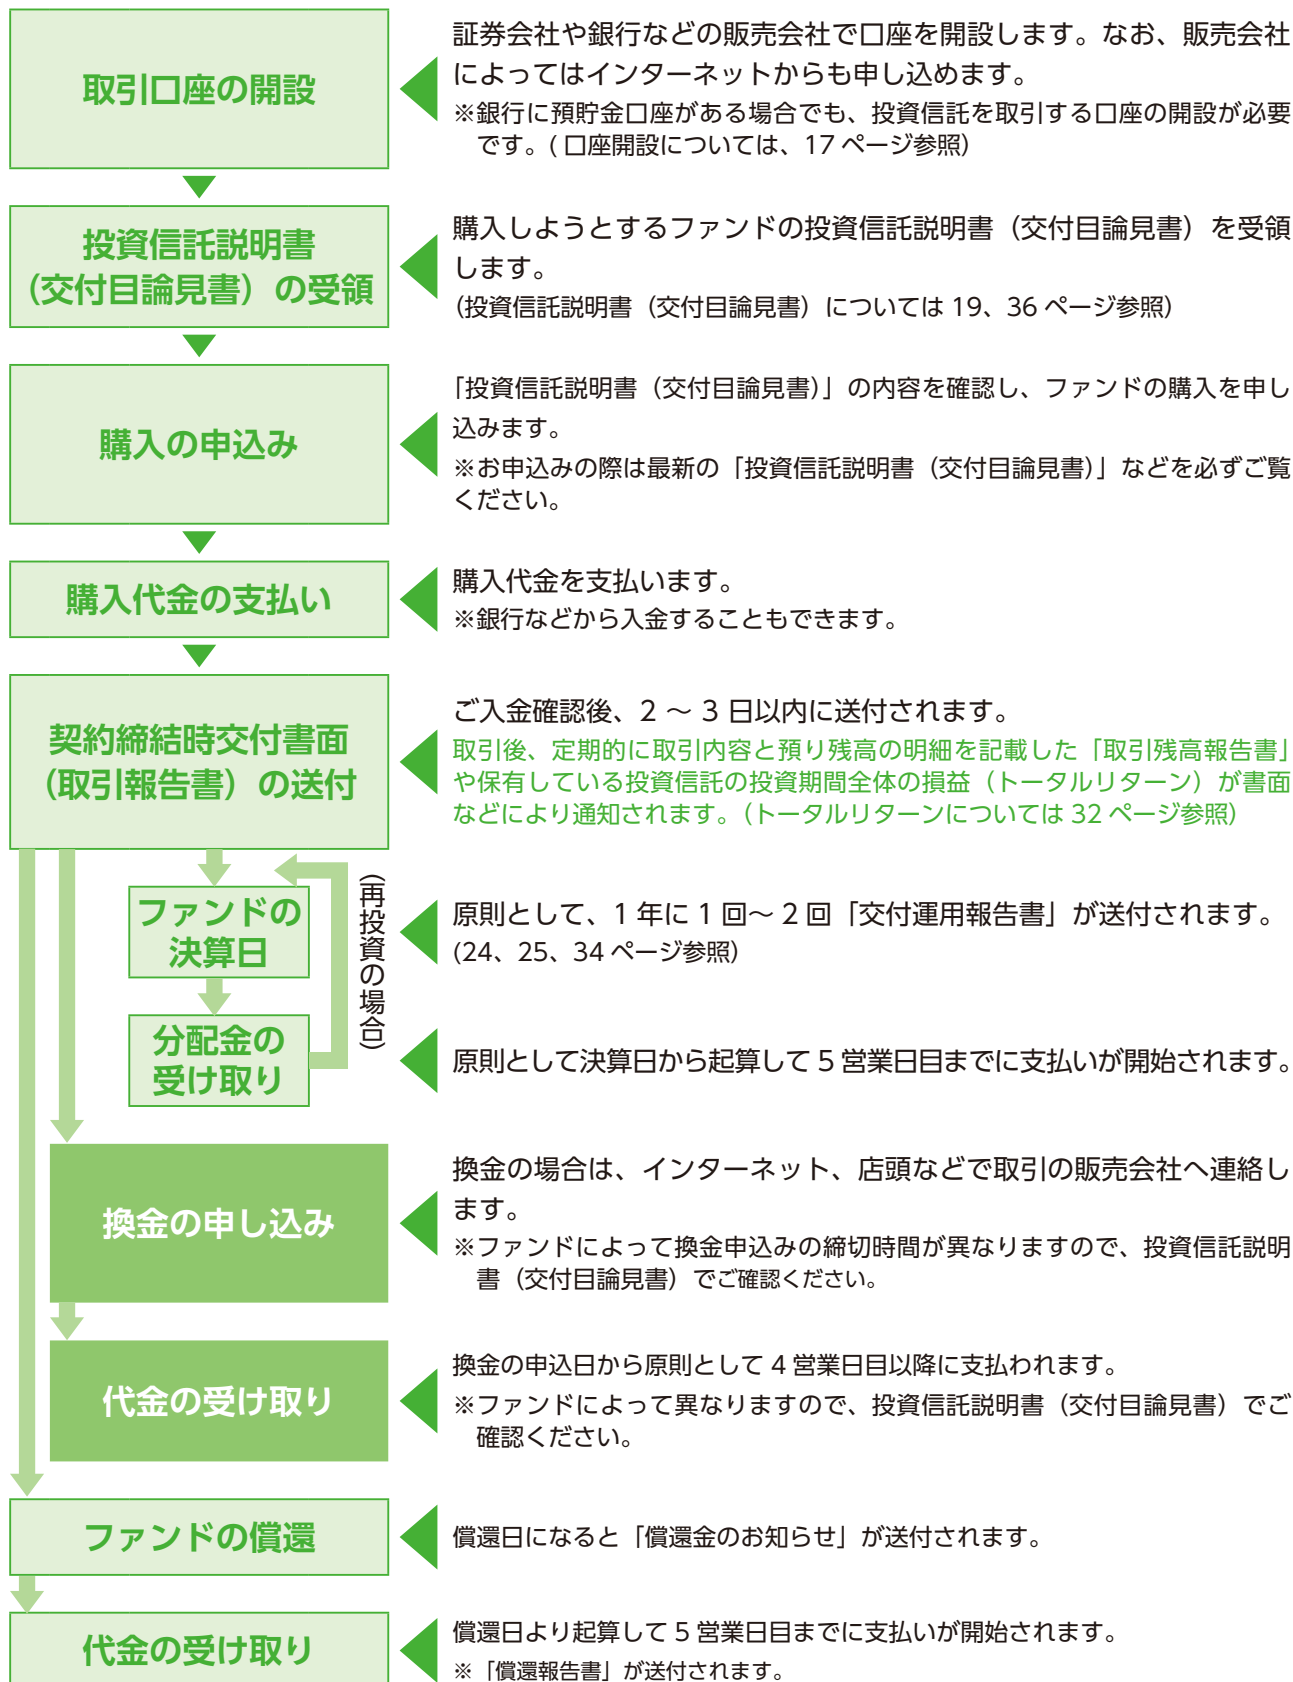 取引口座の開設
証券会社や銀行などの販売会社で口座を開設します。なお、販売会社
によってはインターネットからも申し込めます。
※銀行に預貯金口座がある場合でも、投資信託を取引する口座の開設が必要
です。( 口座開設については、17 ページ参照）
投資信託説明書
（交付目論見書）の受領
購入しようとするファンドの投資信託説明書（交付目論見書）を受領
します。
（投資信託説明書（交付目論見書）については 19、36 ページ参照）
購入の申込み
「投資信託説明書（交付目論見書）」の内容を確認し、ファンドの購入を申し
込みます。
※お申込みの際は最新の「投資信託説明書（交付目論見書）」などを必ずご覧
ください。
購入代金の支払い
購入代金を支払います。
※銀行などから入金することもできます。
契約締結時交付書面
（取引報告書）の送付
ご入金確認後、2 ～ 3 日以内に送付されます。
取引後、定期的に取引内容と預り残高の明細を記載した「取引残高報告書」
や保有している投資信託の投資期間全体の損益（トータルリターン）が書面
などにより通知されます。（トータルリターンについては 32 ページ参照）
ファンドの
決算日
（再投資の場合）
原則として、1 年に 1 回～ 2 回「交付運用報告書」が送付されます。
(24、25、34 ページ参照）
分配金の
受け取り
原則として決算日から起算して 5 営業日目までに支払いが開始されます。
換金の申し込み
換金の場合は、インターネット、店頭などで取引の販売会社へ連絡し
ます。
※ファンドによって換金申込みの締切時間が異なりますので、投資信託説明
書（交付目論見書）でご確認ください。
代金の受け取り
換金の申込日から原則として 4 営業日目以降に支払われます。
※ファンドによって異なりますので、投資信託説明書（交付目論見書）でご
確認ください。
ファンドの償還
償還日になると「償還金のお知らせ」が送付されます。
代金の受け取り
償還日より起算して 5 営業日目までに支払いが開始されます。
※「償還報告書」が送付されます。